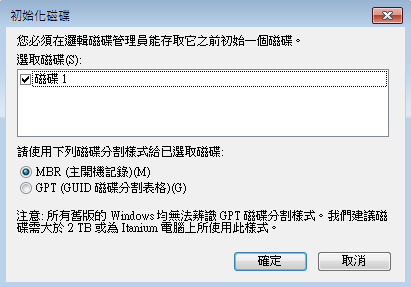 初始化磁碟
您必須在邏輯磁碟管理員能存取它之前初始一個磁碟。
選取磁碟(S):
磁碟 1
請使用下列磁碟分割樣式給已選取磁碟:
MBR (主開機記錄)(M)
GPT (GUID 磁碟分割表格)(G)
注意: 所有舊版的 Windows 均無法辨識 GPT 磁碟分割樣式。我們建議磁
碟需大於 2 TB 或為 Itanium 電腦上所使用此樣式。
確定
取消